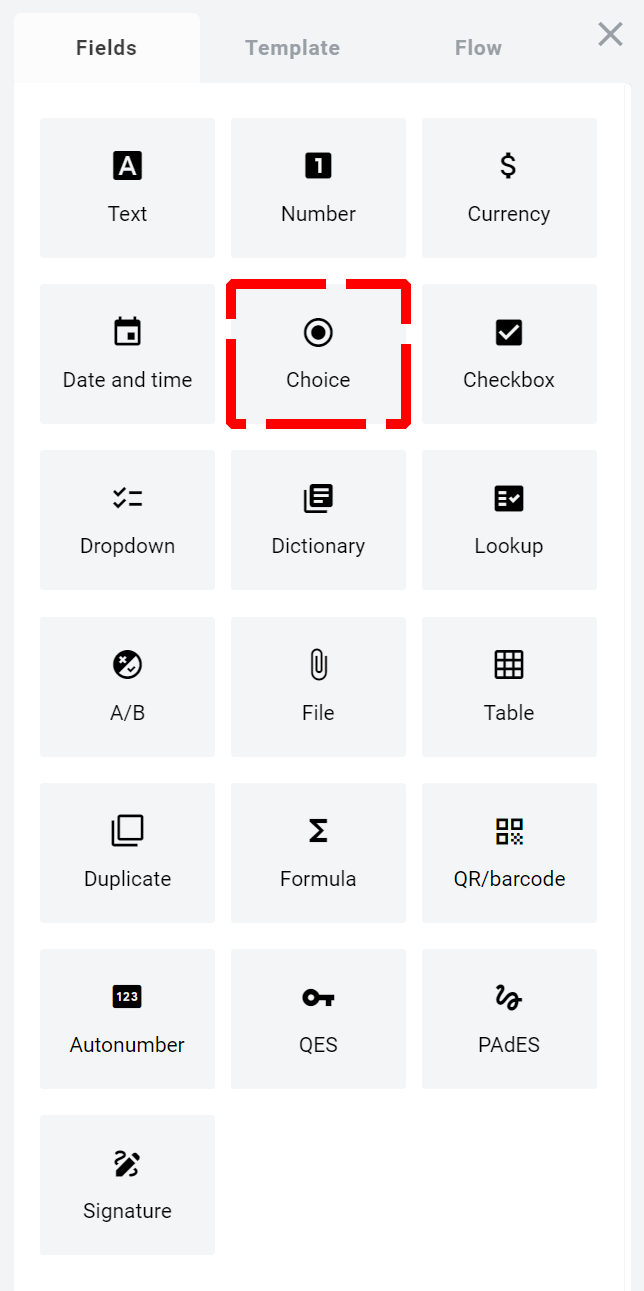 Fields
Template
Flow
Text
Number
Currency
Date and time
Choice
Checkbox
Dropdown
Dictionary
Lookup
A/B
File
Table
Duplicate
Formula
QR/barcode
123
Autonumber
QES
PAdES
Signature